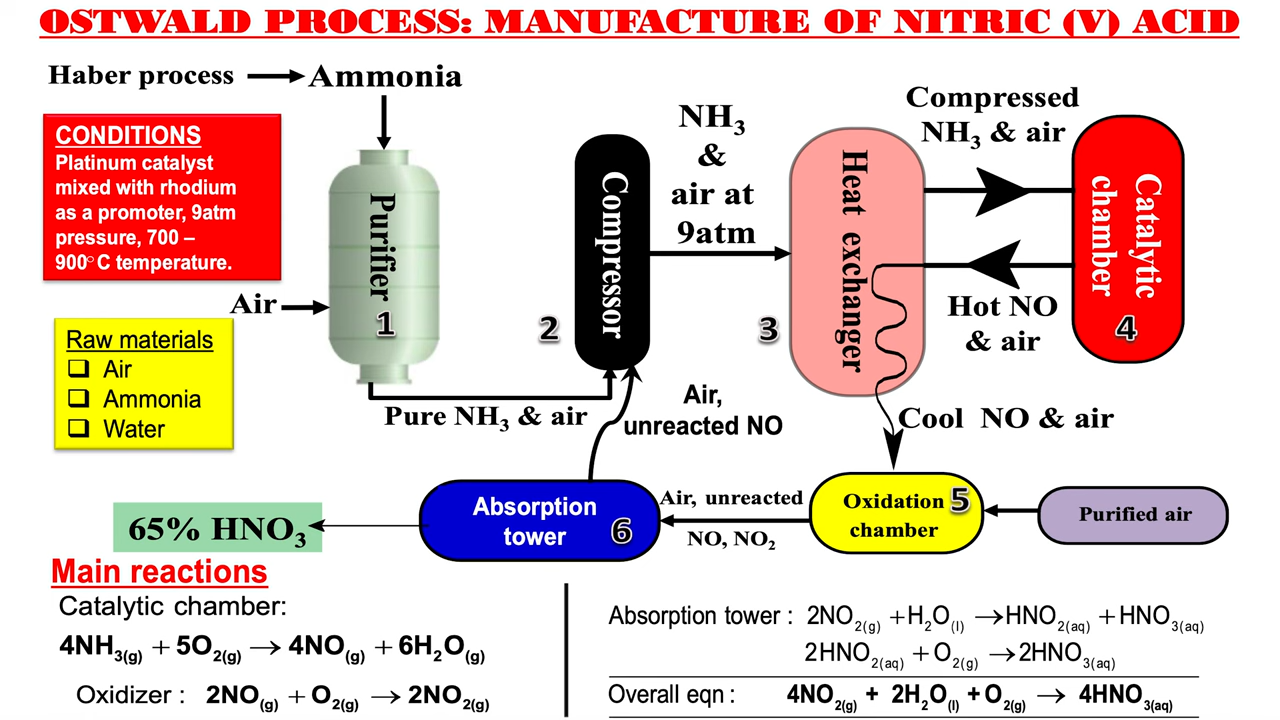 OSTWALD PROCESS: MANUFACTURE OF NITRIC (V) ACID
Haber process
Ammonia
CONDITIONS
Platinum catalyst
mixed with rhodium
as a promoter, 9atm
pressure, 700 –
900°C temperature.
Air
Raw materials
❑ Air
❑ Ammonia
❑ Water
Purifier
1
Pure NH₃ & air
Compressor
2
NH₃
&
air at
9atm
Heat exchanger
3
Compressed
NH₃ & air
Catalytic
chamber
4
Hot NO
& air
Cool NO & air
Air,
unreacted NO
Oxidation
chamber
5
Purified air
Air, unreacted
NO, NO₂
Absorption
tower
6
65% HNO₃
Main reactions
Catalytic chamber:
4NH₃(g) + 5O₂(g) → 4NO(g) + 6H₂O(g)
Oxidizer : 2NO(g) + O₂(g) → 2NO₂(g)
Absorption tower : 2NO₂(g) + H₂O(l) → HNO₂(aq) + HNO₃(aq)
2HNO₂(aq) + O₂(g) → 2HNO₃(aq)
Overall eqn : 4NO₂(g) + 2H₂O(l) + O₂(g) → 4HNO₃(aq)